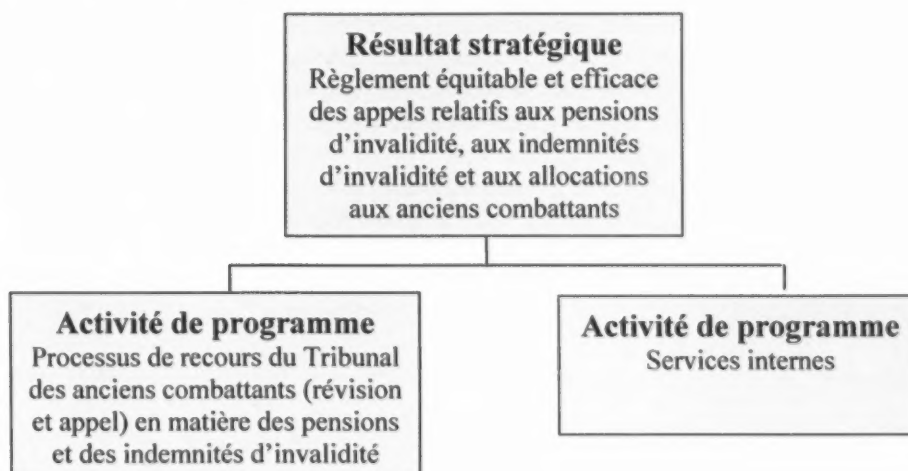 Résultat stratégique
Règlement équitable et efficace
des appels relatifs aux pensions
d'invalidité, aux indemnités
d'invalidité et aux allocations
aux anciens combattants
Activité de programme
Processus de recours du Tribunal
des anciens combattants (révision
et appel) en matière des pensions
et des indemnités d'invalidité
Activité de programme
Services internes